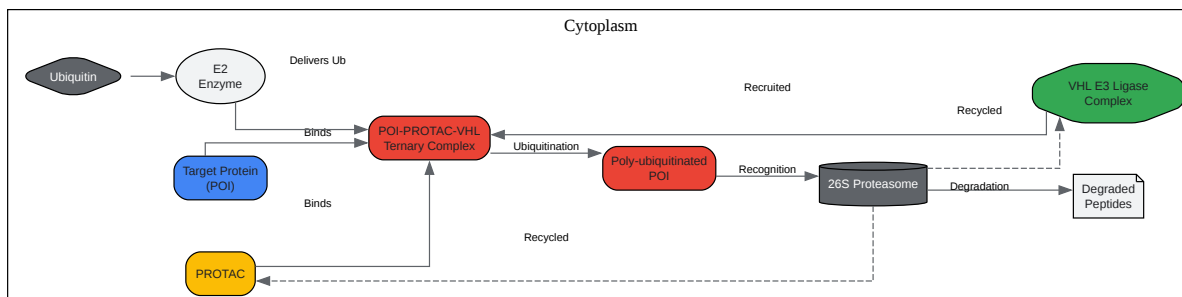 Cytoplasm
Ubiquitin
E2
Enzyme
Delivers Ub
Recruited
VHL E3 Ligase
Complex
Recycled
Binds
POI-PROTAC-VHL
Ternary Complex
Ubiquitination
Target Protein
(POI)
Poly-ubiquitinated
POI
Recognition
26S Proteasome
Degradation
Degraded
Peptides
Binds
Recycled
PROTAC